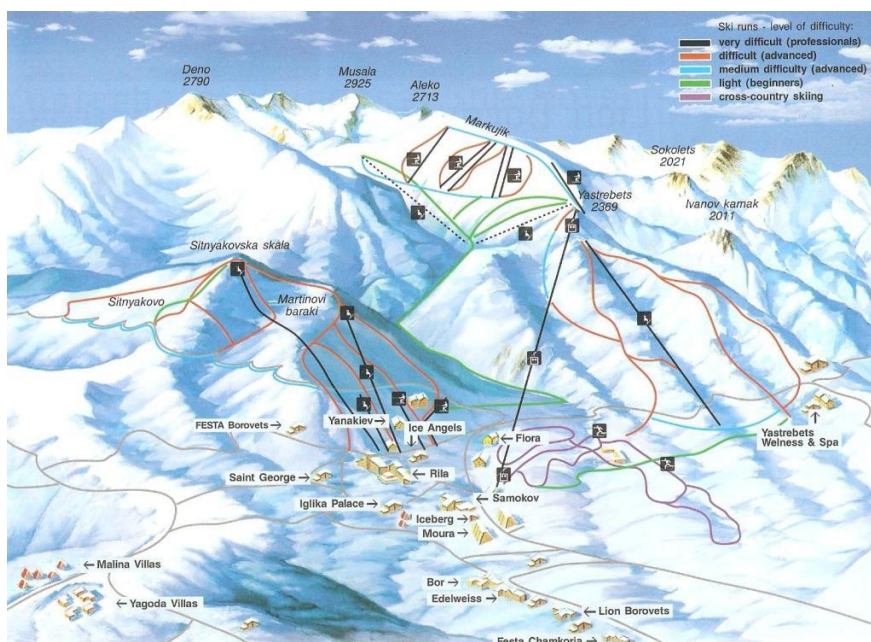 Ski runs - level of difficulty:
very difficult (professionals)
difficult (advanced)
medium difficulty (advanced)
light (beginners)
cross-country skiing
Deno
2790
Musala
2925
Aleko
2713
Markujik
Sokolets
2021
Yastrebets
2369
Ivanov kamak
2011
Sitnyakovska skala
Sitnyakovo
Martinovi
baraki
FESTA Borovets
Yanakiev
Ice Angels
Flora
Yastrebets
Welness & Spa
Saint George
Rila
Iglika Palace
Samokov
Iceberg
Moura
Malina Villas
Yagoda Villas
Bor
Edelweiss
Lion Borovets
Festa Chamkoria